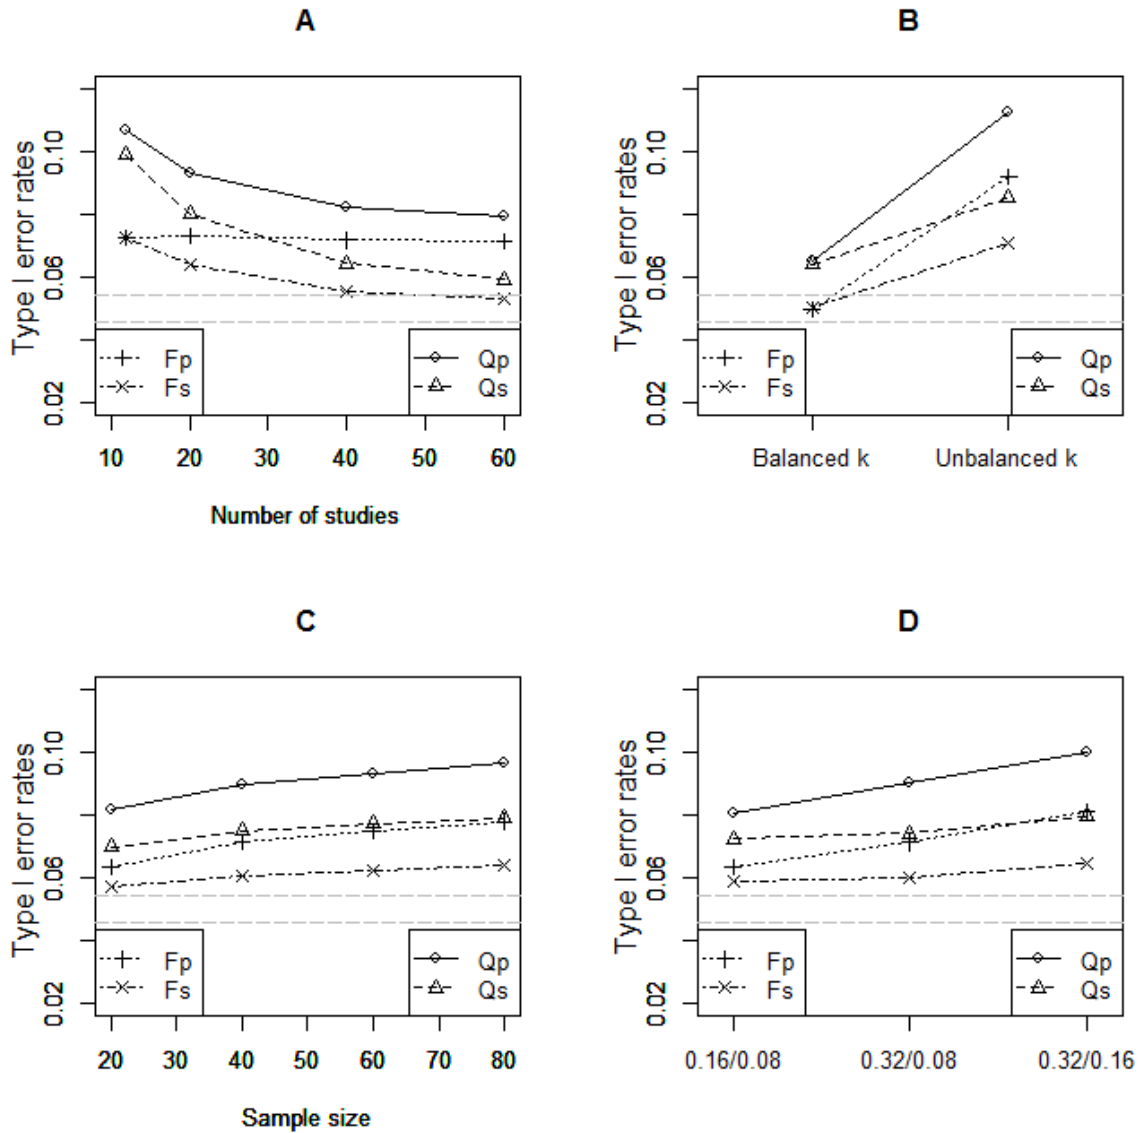 A
Type I error rates
0.10
0.06
0.02
Fp
Fs
Qp
Qs
10 20 30 40 50 60
Number of studies
B
Type I error rates
0.10
0.06
0.02
Fp
Fs
Qp
Qs
Balanced k Unbalanced k
C
Type I error rates
0.10
0.06
0.02
Fp
Fs
Qp
Qs
20 30 40 50 60 70 80
Sample size
D
Type I error rates
0.10
0.06
0.02
Fp
Fs
Qp
Qs
0.16/0.08 0.32/0.08 0.32/0.16